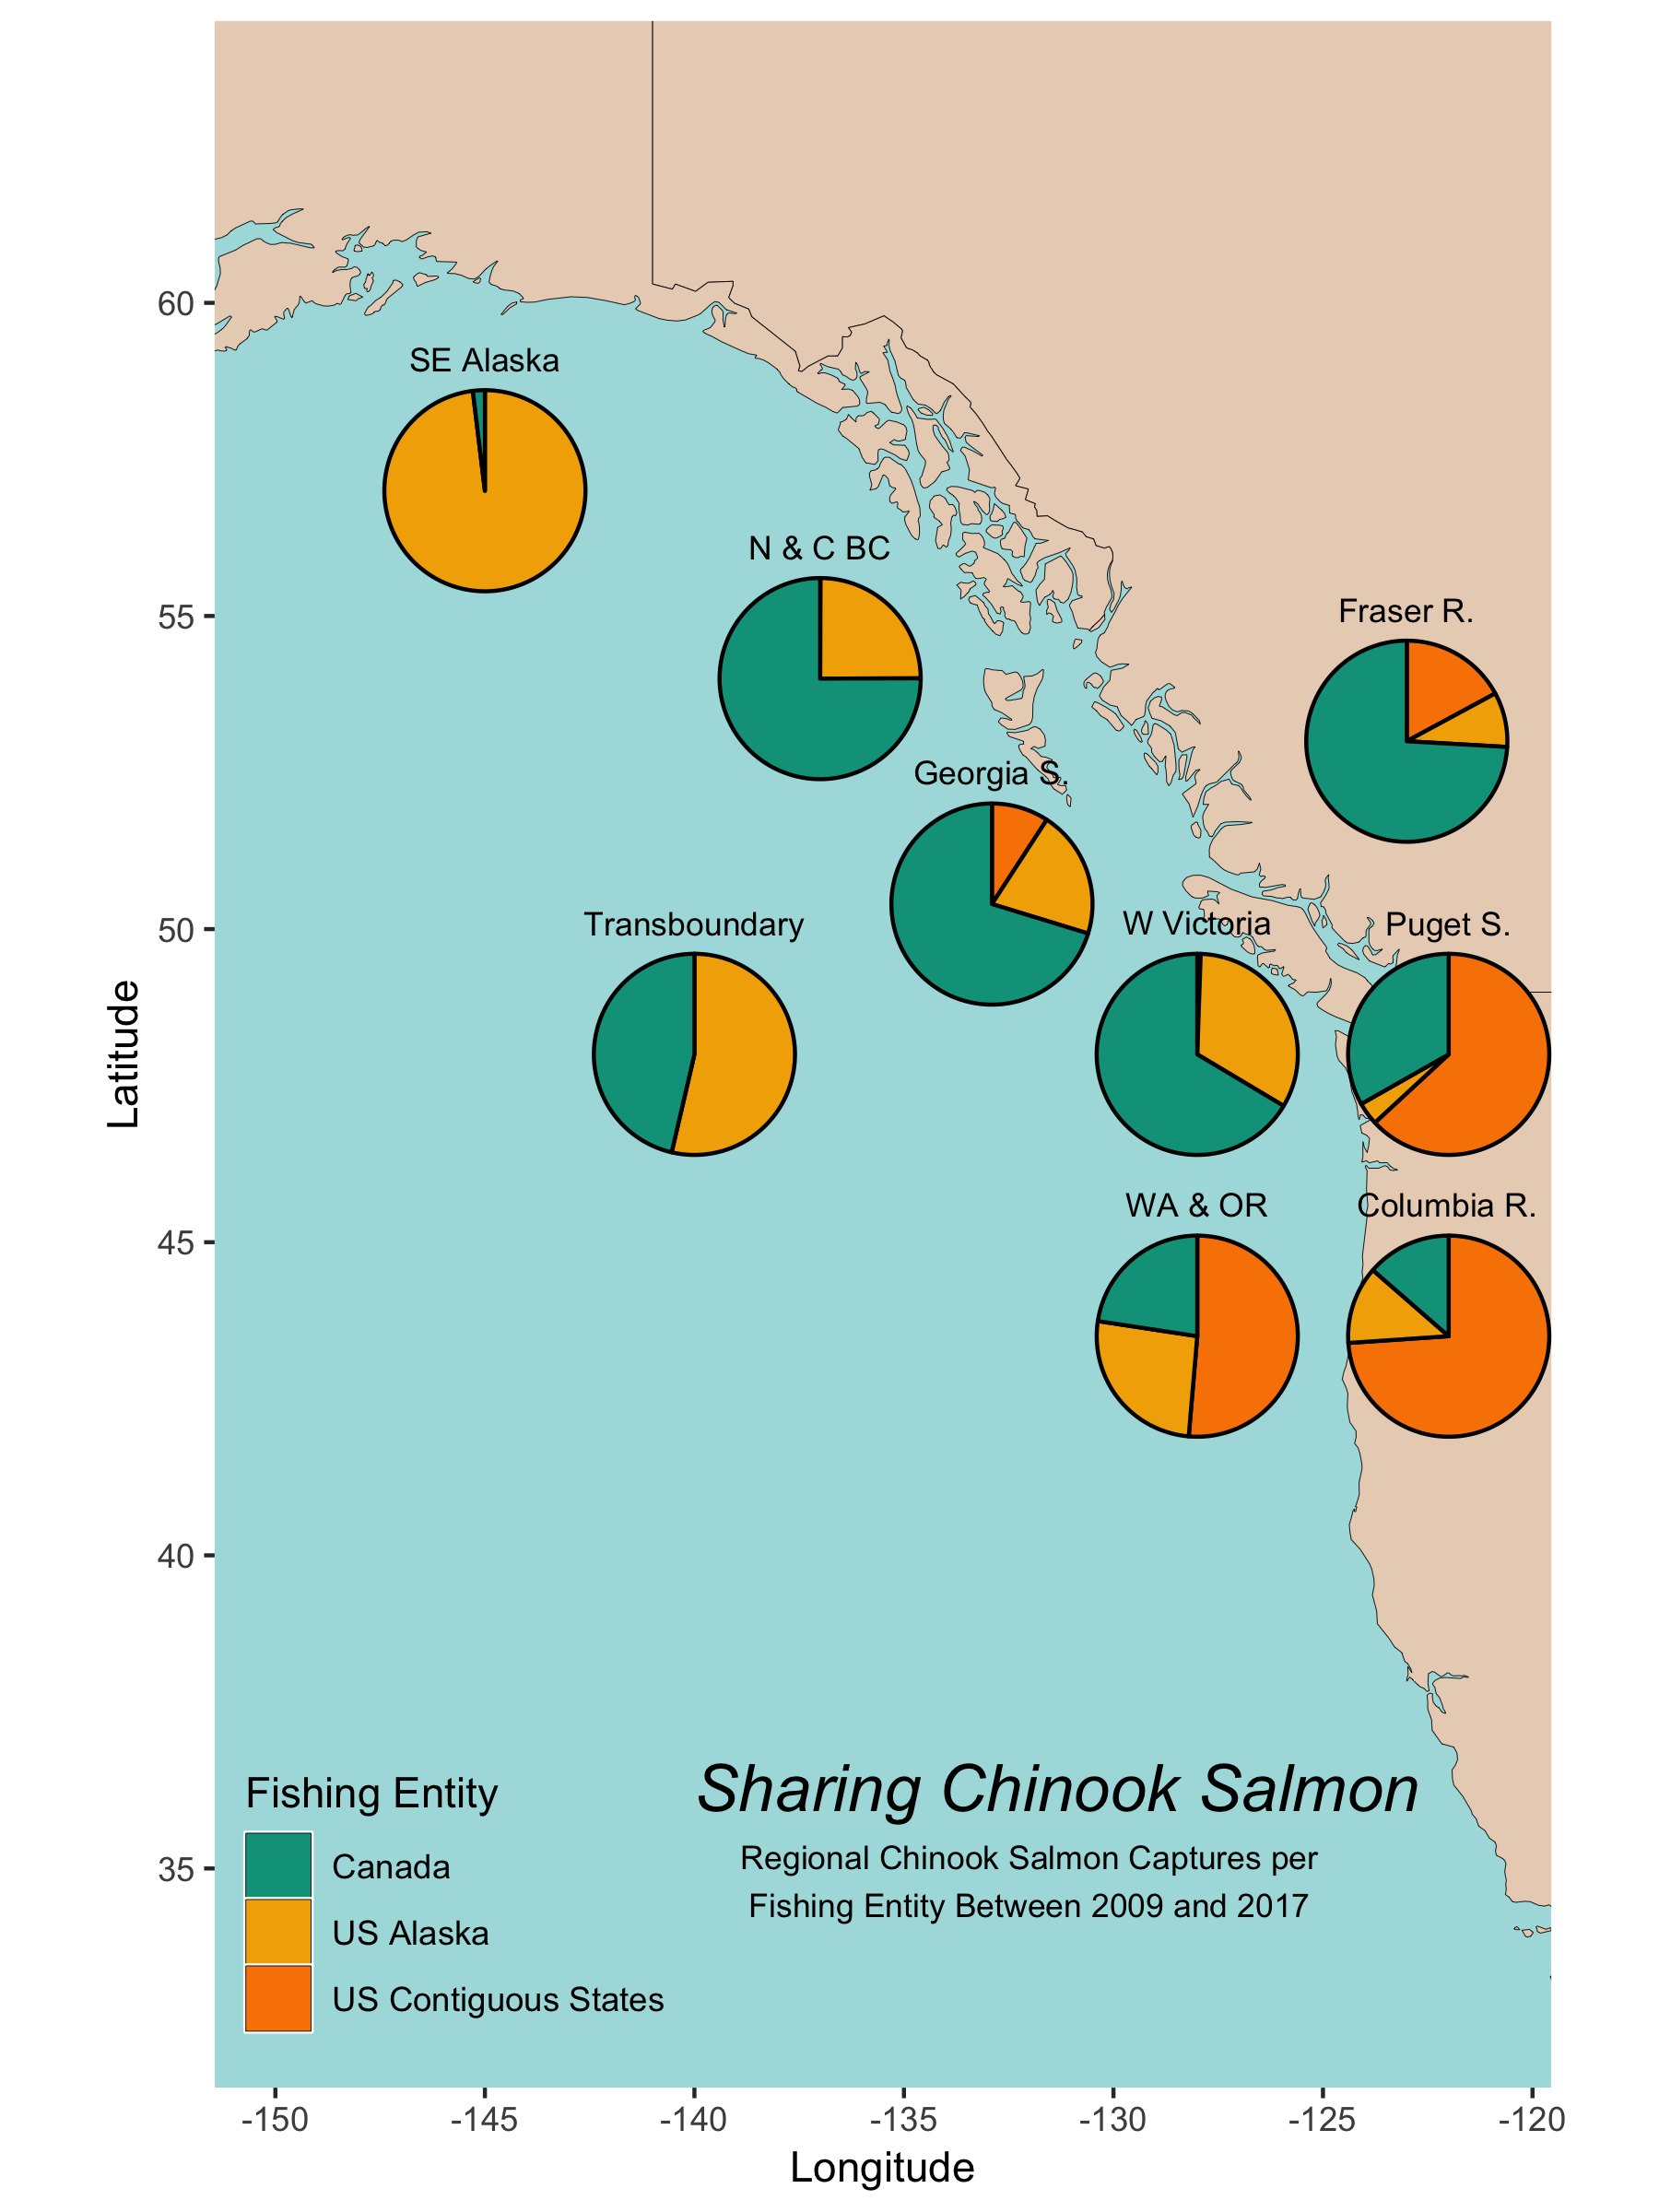 60
SE Alaska
N & C BC
55
Fraser R.
Georgia S.
50
Transboundary
W Victoria
Puget S.
Latitude
WA & OR
Columbia R.
45
40
Sharing Chinook Salmon
Regional Chinook Salmon Captures per
Fishing Entity Between 2009 and 2017
Fishing Entity
Canada
US Alaska
US Contiguous States
35
-150
-145
-140
-135
-130
-125
-120
Longitude